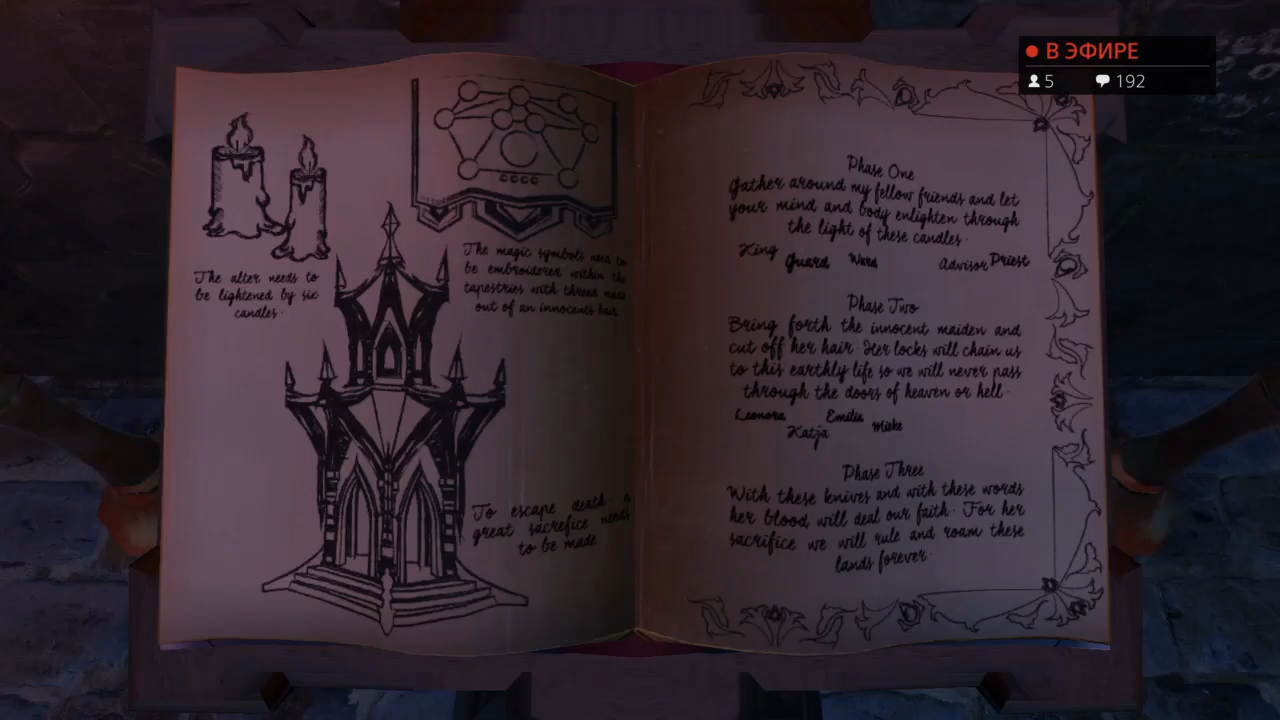 В ЭФИРЕ
5 192
The alter needs to
be lightened by six
candles.
The magic symbols need to
be embroidered within the
tapestries with thread made
out of an innocents hair
To escape death a
great sacrefice needs
to be made
Phase One
Gather around my fellow friends and let
your mind and body enlighten through
the light of these candles.
King Guard Ward Advisor Priest
Phase Two
Bring forth the innocent maiden and
cut off her hair. Her locks will chain us
to this earthly life so we will never pass
through the doors of heaven or hell.
Leonora Katja Emilia Mieke
Phase Three
With these knives and with these words
her blood will deal our faith. For her
sacrifice we will rule and roam these
lands forever.